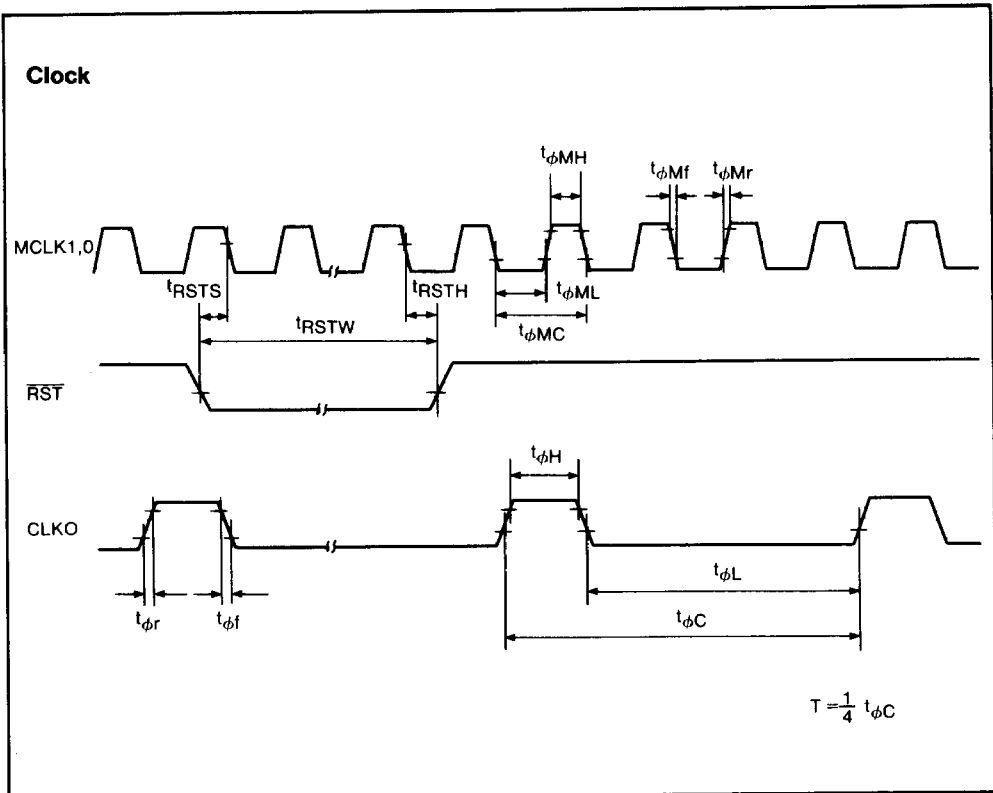 Clock
tφMH
tφMf tφMr
MCLK1,0
tRSTS tRSTH tφML
tRSTW tφMC
R̅S̅T̅
tφH
CLKO
tφL
tφr tφf tφC
T = 1/4 tφC